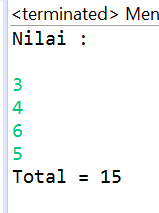 <terminated> Men
Nilai :
3
4
6
5
Total = 15